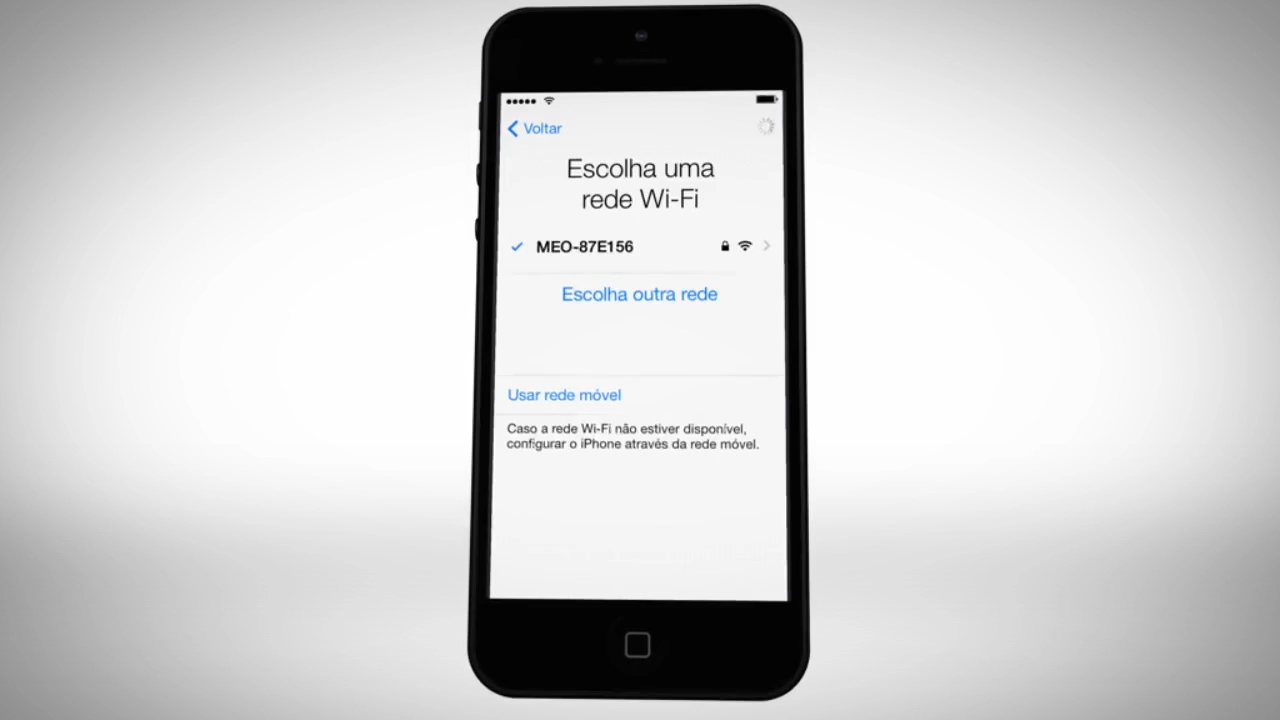 Voltar
Escolha uma
rede Wi-Fi
MEO-87E156
Escolha outra rede
Usar rede móvel
Caso a rede Wi-Fi não estiver disponível,
configurar o iPhone através da rede móvel.